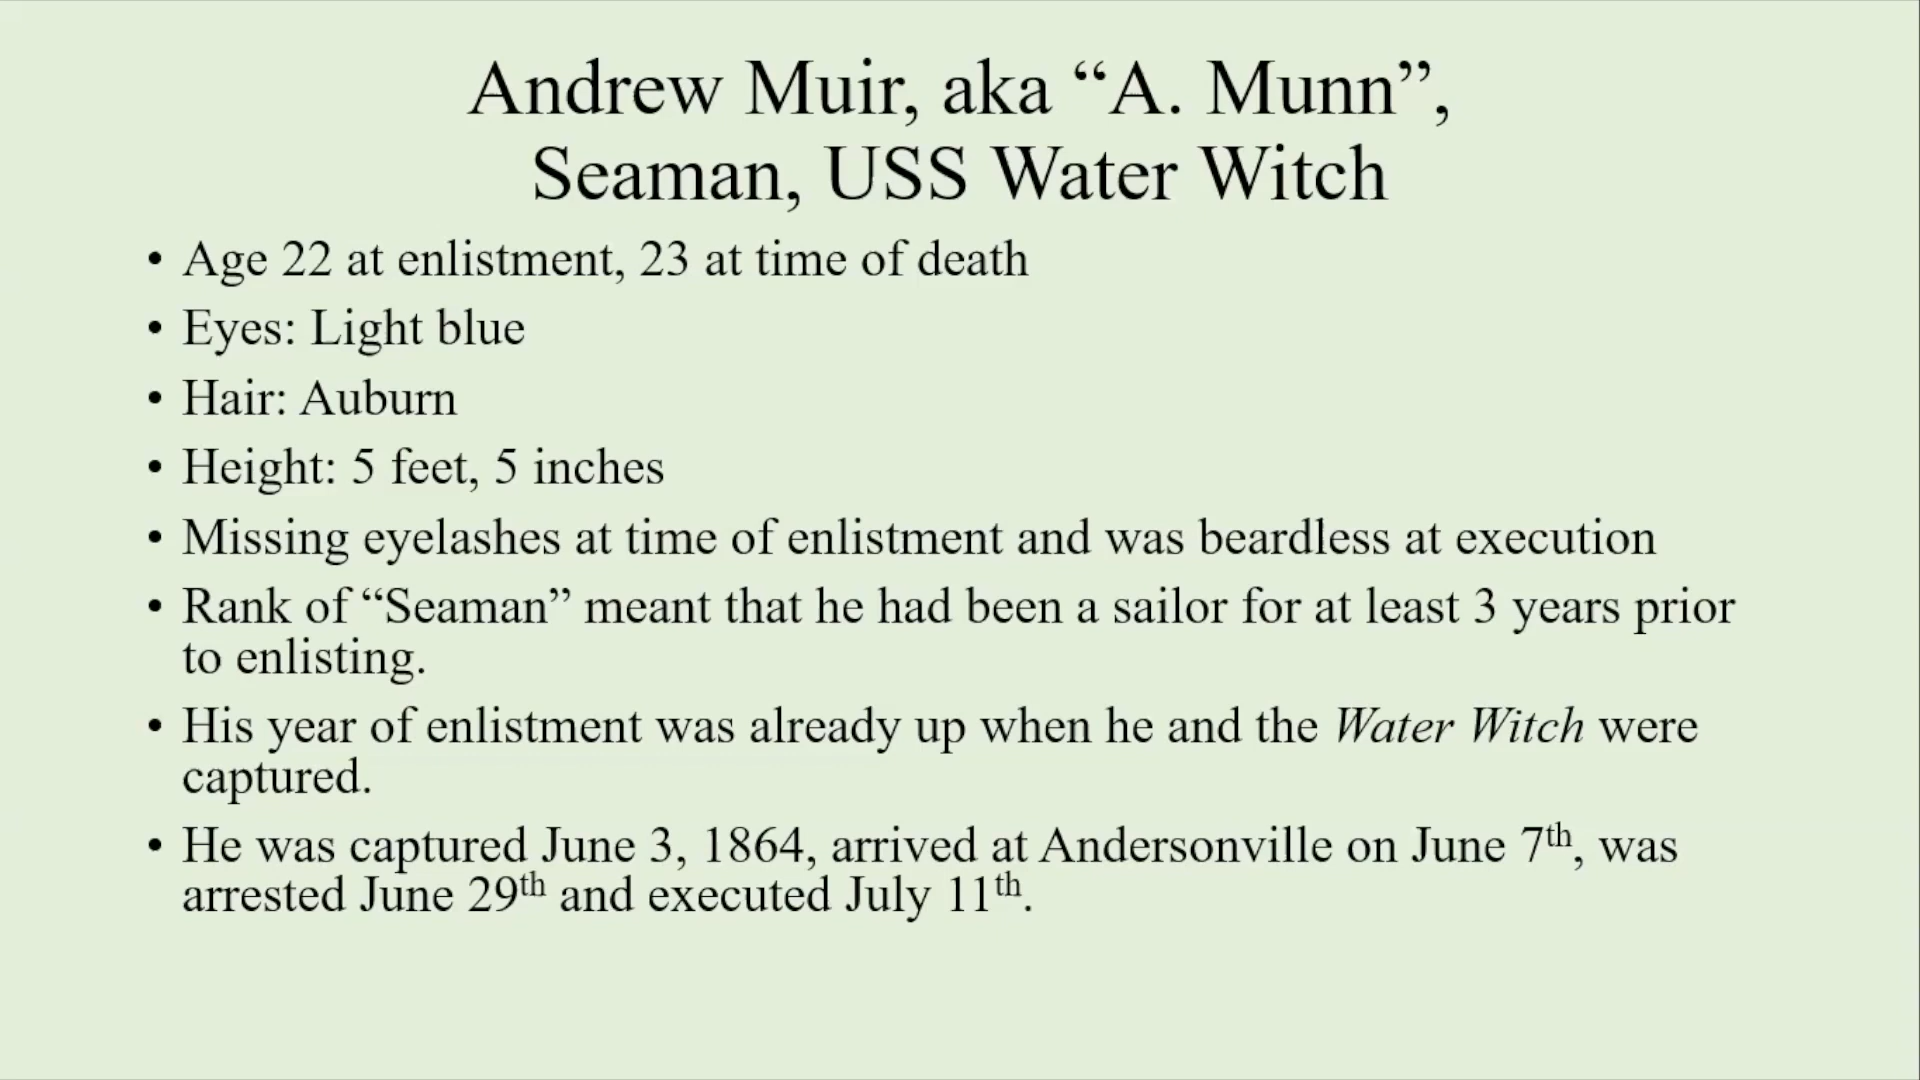 Andrew Muir, aka “A. Munn”,
Seaman, USS Water Witch
• Age 22 at enlistment, 23 at time of death
• Eyes: Light blue
• Hair: Auburn
• Height: 5 feet, 5 inches
• Missing eyelashes at time of enlistment and was beardless at execution
• Rank of “Seaman” meant that he had been a sailor for at least 3 years prior
to enlisting.
• His year of enlistment was already up when he and the Water Witch were
captured.
• He was captured June 3, 1864, arrived at Andersonville on June 7th, was
arrested June 29th and executed July 11th.